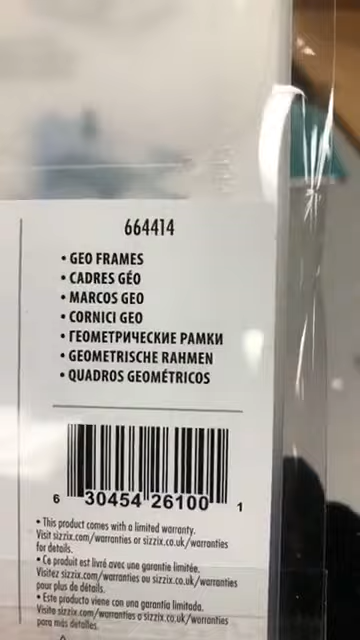 664414
• GEO FRAMES
• CADRES GÉO
• MARCOS GEO
• CORNICI GEO
• ГЕОМЕТРИЧЕСКИЕ РАМКИ
• GEOMETRISCHE RAHMEN
• QUADROS GEOMÉTRICOS
6 30454 26100 1
• This product comes with a limited warranty.
Visit sizzix.com/warranties or sizzix.co.uk/warranties
for details.
• Ce produit est livré avec une garantie limitée.
Visitez sizzix.com/warranties ou sizzix.co.uk/warranties
pour plus de détails.
• Este producto viene con una garantía limitada.
Visite sizzix.com/warranties o sizzix.co.uk/warranties
para más detalles.